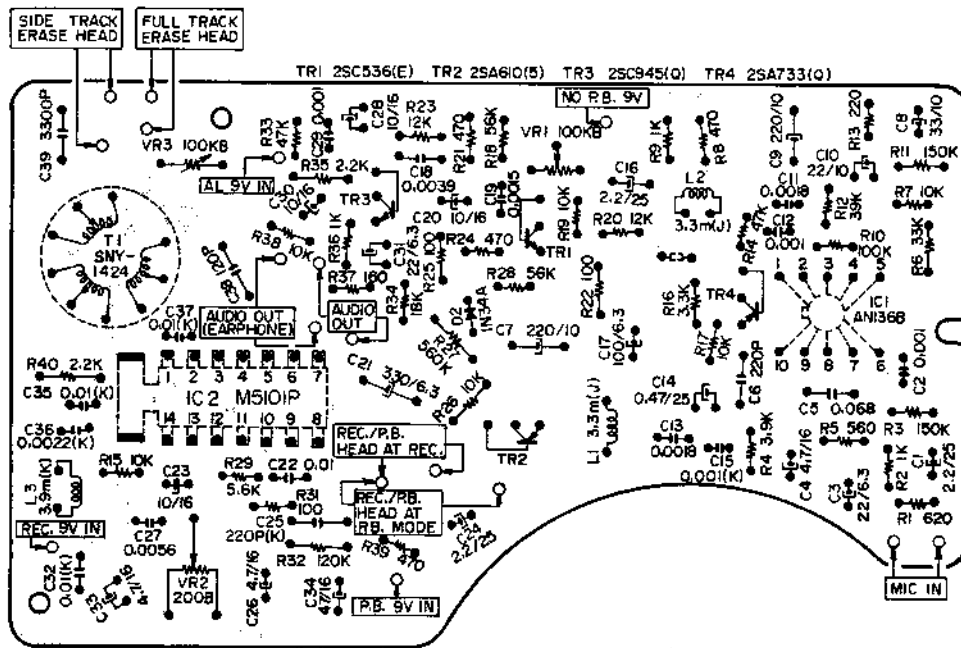 SIDE TRACK
ERASE HEAD
FULL TRACK
ERASE HEAD
TR1 2SC536(E) TR2 2SA610(5) TR3 2SC945(Q) TR4 2SA733(Q)
C39 3300P
VR3 100KB
R33 47K
C29 0.001
C28 10/16
R23 12K
R21 470
R18 56K
NO P.B. 9V
VR1 100KB
R9 1K
R8 470
C9 220/10
R13 220
C8 33/10
AL 9V IN
R35 2.2K
C18 0.0039
C19 0.0015
C16 2.2/25
L2 3.3m(J)
C11 0.0018
C10 22/10
R11 150K
R7 10K
C30 10/16
TR3
C20 10/16
R19 10K
R20 12K
R14 47K
C12 0.001
R12 39K
R10 100K
R6 33K
T1
SNY-
1424
C38 120P
R38 10K
R36 1K
C31 22/6.3
R25 100
R24 470
TR1
R37 160
R34 18K
R28 56K
R22 100
R16 3.3K
TR4
1 2 3 4 5
IC1
AN136B
10 9 8 7 6
C37 0.01(K)
AUDIO OUT
(EARPHONE)
AUDIO
OUT
D2 1N34A
R27 560K
C7 220/10
C17 100/6.3
R17 10K
C6 220P
C2 0.001
R40 2.2K
C35 0.01(K)
1 2 3 4 5 6 7
IC2 M5101P
14 13 12 11 10 9 8
C21 330/6.3
R26 10K
L1 3.3m(J)
C14 0.47/25
C5 0.068
C36 0.0022(K)
REC./P.B.
HEAD AT REC.
TR2
C13 0.0018
C15 0.001(K)
R4 3.9K
R5 560
R3 150K
L3 3.9m(K)
R15 10K
C23 10/16
R29 5.6K
C22 0.01
R31 100
REC./P.B.
HEAD AT
P.B. MODE
C4 4.7/16
C3 22/6.3
R2 1K
C1 2.2/25
REC. 9V IN
C27 0.0056
C25 220P(K)
C24 2.2/25
R1 620
C32 0.01(K)
C33 4.7/16
VR2 200B
R32 120K
C26 4.7/16
C34 47/16
R39 470
P.B. 9V IN
MIC IN